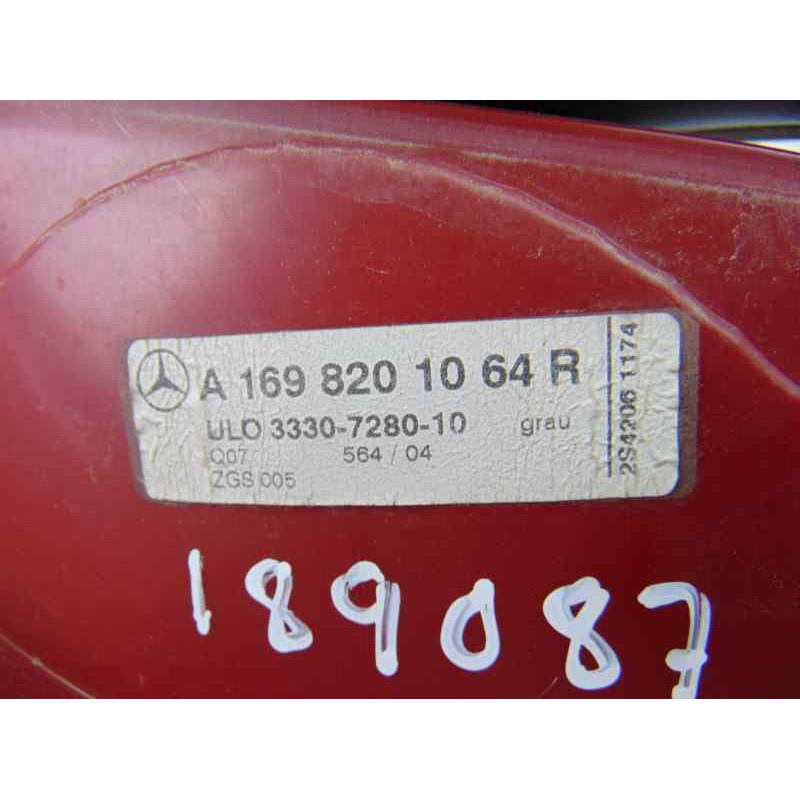 A 169 820 10 64 R
ULO 3330-7280-10 grau
Q07 564 / 04
ZGS 005
2S4206 1174
189087